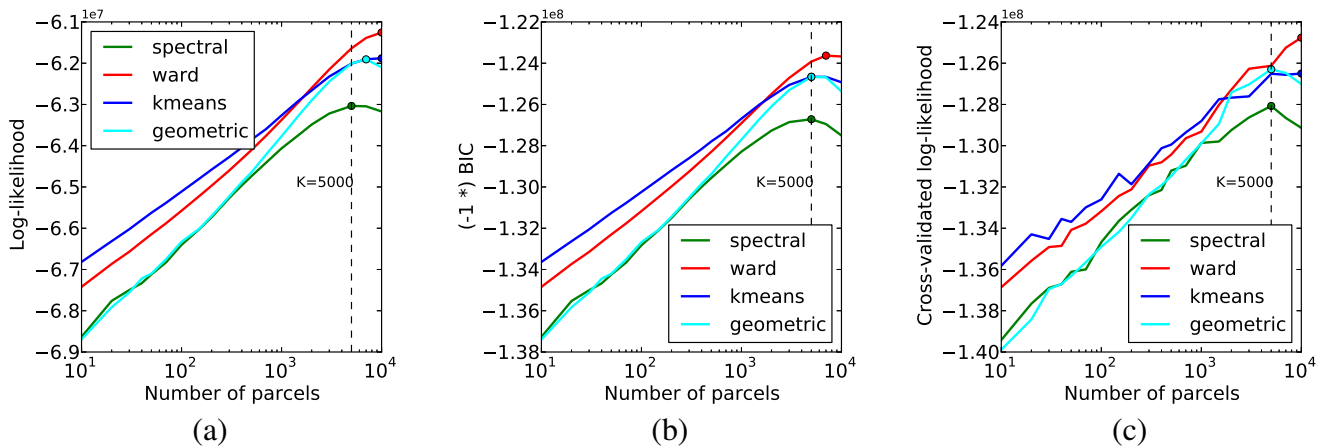 1e7
−6.1
−6.2
−6.3
−6.4
−6.5
−6.6
−6.7
−6.8
−6.9
Log-likelihood
spectral
ward
kmeans
geometric
K=5000
10^1
10^2
10^3
10^4
Number of parcels
(a)
1e8
−1.22
−1.24
−1.26
−1.28
−1.30
−1.32
−1.34
−1.36
−1.38
(-1 *) BIC
K=5000
spectral
ward
kmeans
geometric
10^1
10^2
10^3
10^4
Number of parcels
(b)
1e8
−1.24
−1.26
−1.28
−1.30
−1.32
−1.34
−1.36
−1.38
−1.40
Cross-validated log-likelihood
K=5000
spectral
ward
kmeans
geometric
10^1
10^2
10^3
10^4
Number of parcels
(c)